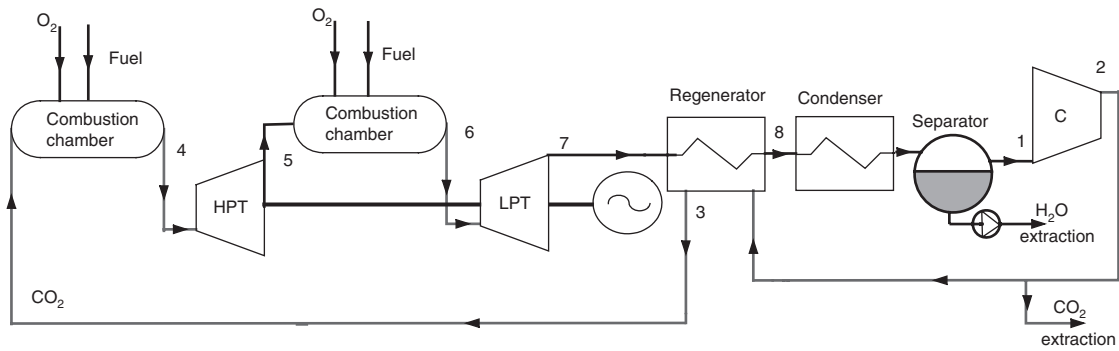 O2
Fuel
Combustion
chamber
4
HPT
5
O2
Fuel
Combustion
chamber
6
LPT
7
Regenerator
3
8
Condenser
Separator
1
2
C
H2O
extraction
CO2
CO2
extraction